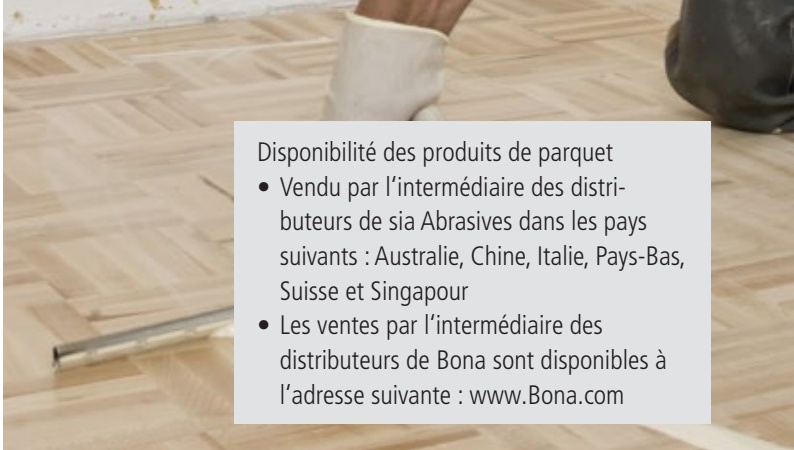 Disponibilité des produits de parquet
• Vendu par l‘intermédiaire des distri-
buteurs de sia Abrasives dans les pays
suivants : Australie, Chine, Italie, Pays-Bas,
Suisse et Singapour
• Les ventes par l‘intermédiaire des
distributeurs de Bona sont disponibles à
l‘adresse suivante : www.Bona.com